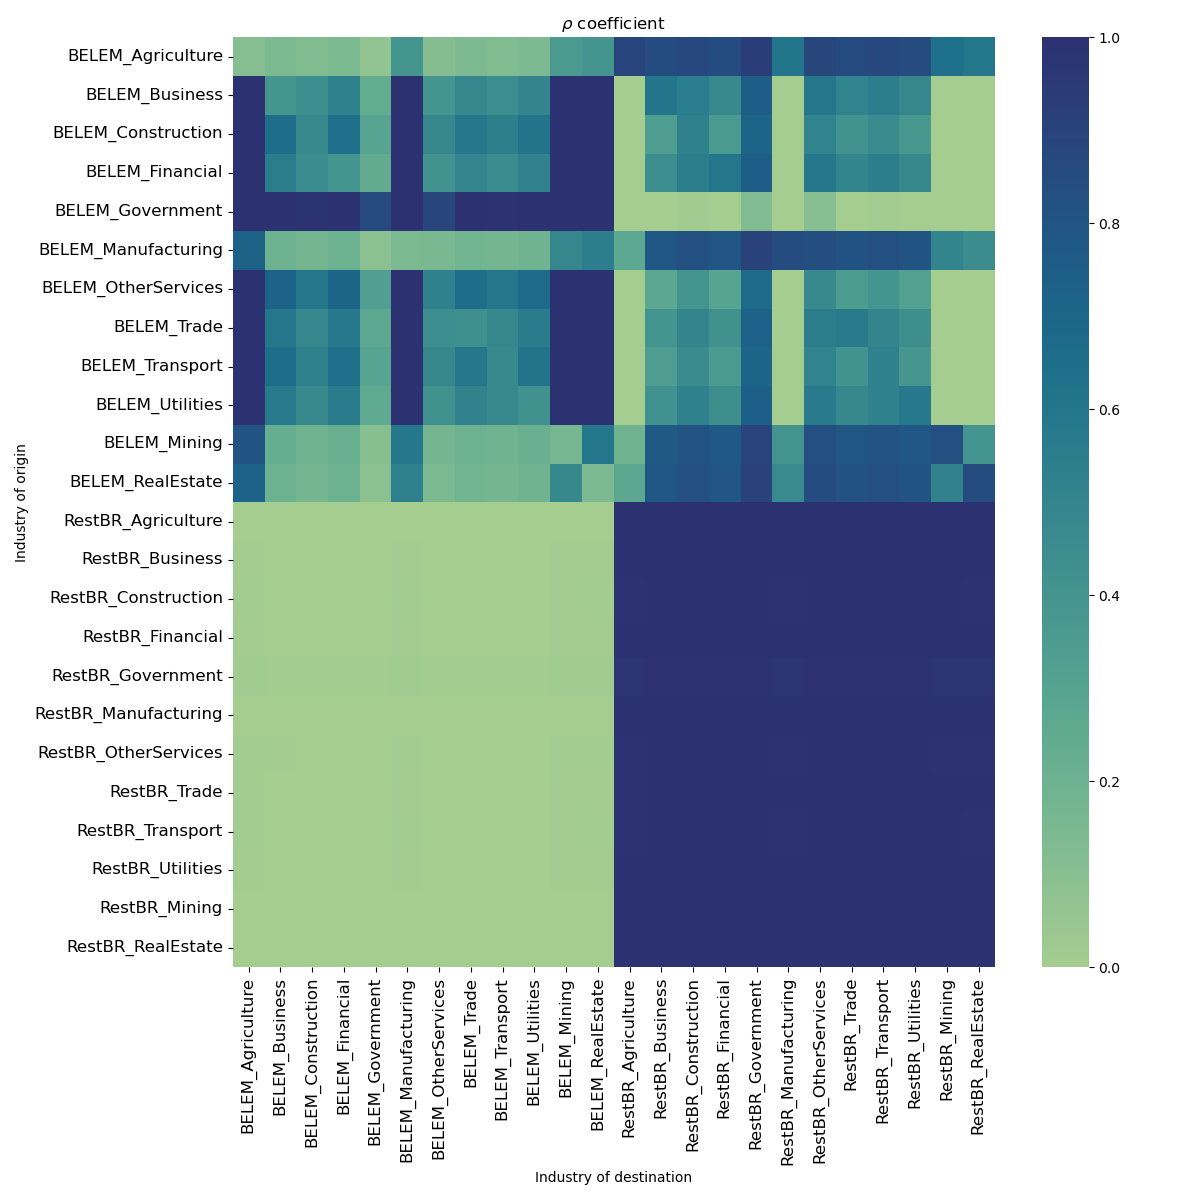 ρ coefficient
BELEM_Agriculture
BELEM_Business
BELEM_Construction
BELEM_Financial
BELEM_Government
BELEM_Manufacturing
BELEM_OtherServices
BELEM_Trade
BELEM_Transport
BELEM_Utilities
BELEM_Mining
BELEM_RealEstate
RestBR_Agriculture
RestBR_Business
RestBR_Construction
RestBR_Financial
RestBR_Government
RestBR_Manufacturing
RestBR_OtherServices
RestBR_Trade
RestBR_Transport
RestBR_Utilities
RestBR_Mining
RestBR_RealEstate
Industry of origin
BELEM_Agriculture
BELEM_Business
BELEM_Construction
BELEM_Financial
BELEM_Government
BELEM_Manufacturing
BELEM_OtherServices
BELEM_Trade
BELEM_Transport
BELEM_Utilities
BELEM_Mining
BELEM_RealEstate
RestBR_Agriculture
RestBR_Business
RestBR_Construction
RestBR_Financial
RestBR_Government
RestBR_Manufacturing
RestBR_OtherServices
RestBR_Trade
RestBR_Transport
RestBR_Utilities
RestBR_Mining
RestBR_RealEstate
Industry of destination
1.0
0.8
0.6
0.4
0.2
0.0